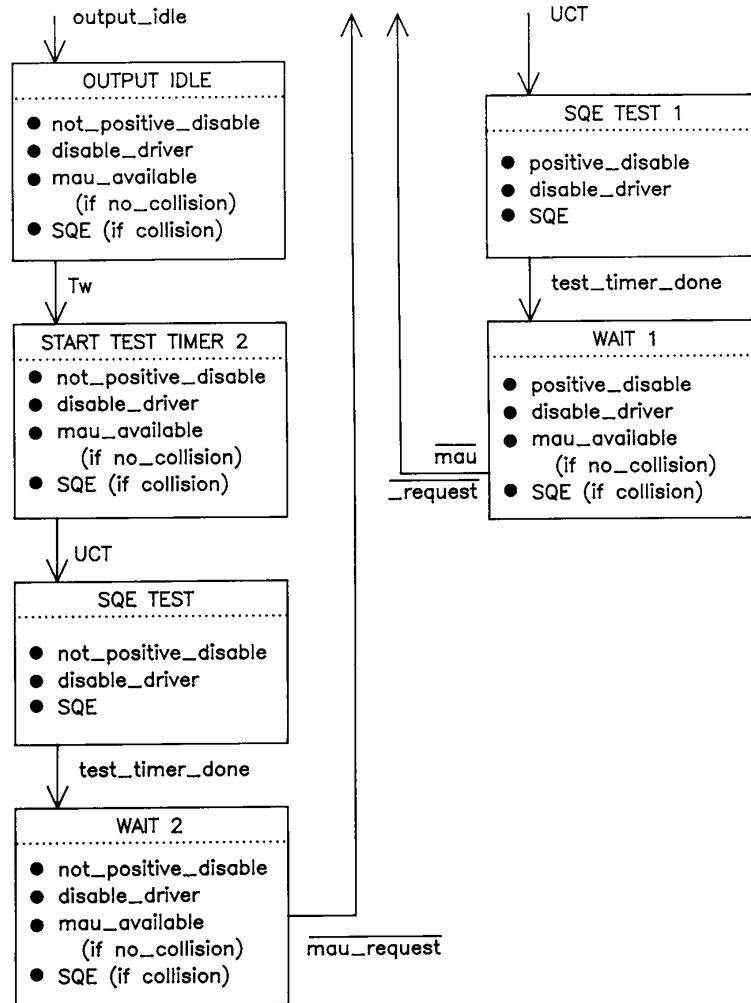 output_idle
OUTPUT IDLE
● not_positive_disable
● disable_driver
● mau_available
(if no_collision)
● SQE (if collision)
Tw
START TEST TIMER 2
● not_positive_disable
● disable_driver
● mau_available
(if no_collision)
● SQE (if collision)
UCT
SQE TEST
● not_positive_disable
● disable_driver
● SQE
test_timer_done
WAIT 2
● not_positive_disable
● disable_driver
● mau_available
(if no_collision)
● SQE (if collision)
mau_request
UCT
SQE TEST 1
● positive_disable
● disable_driver
● SQE
test_timer_done
WAIT 1
● positive_disable
● disable_driver
● mau_available
(if no_collision)
● SQE (if collision)
mau
_request